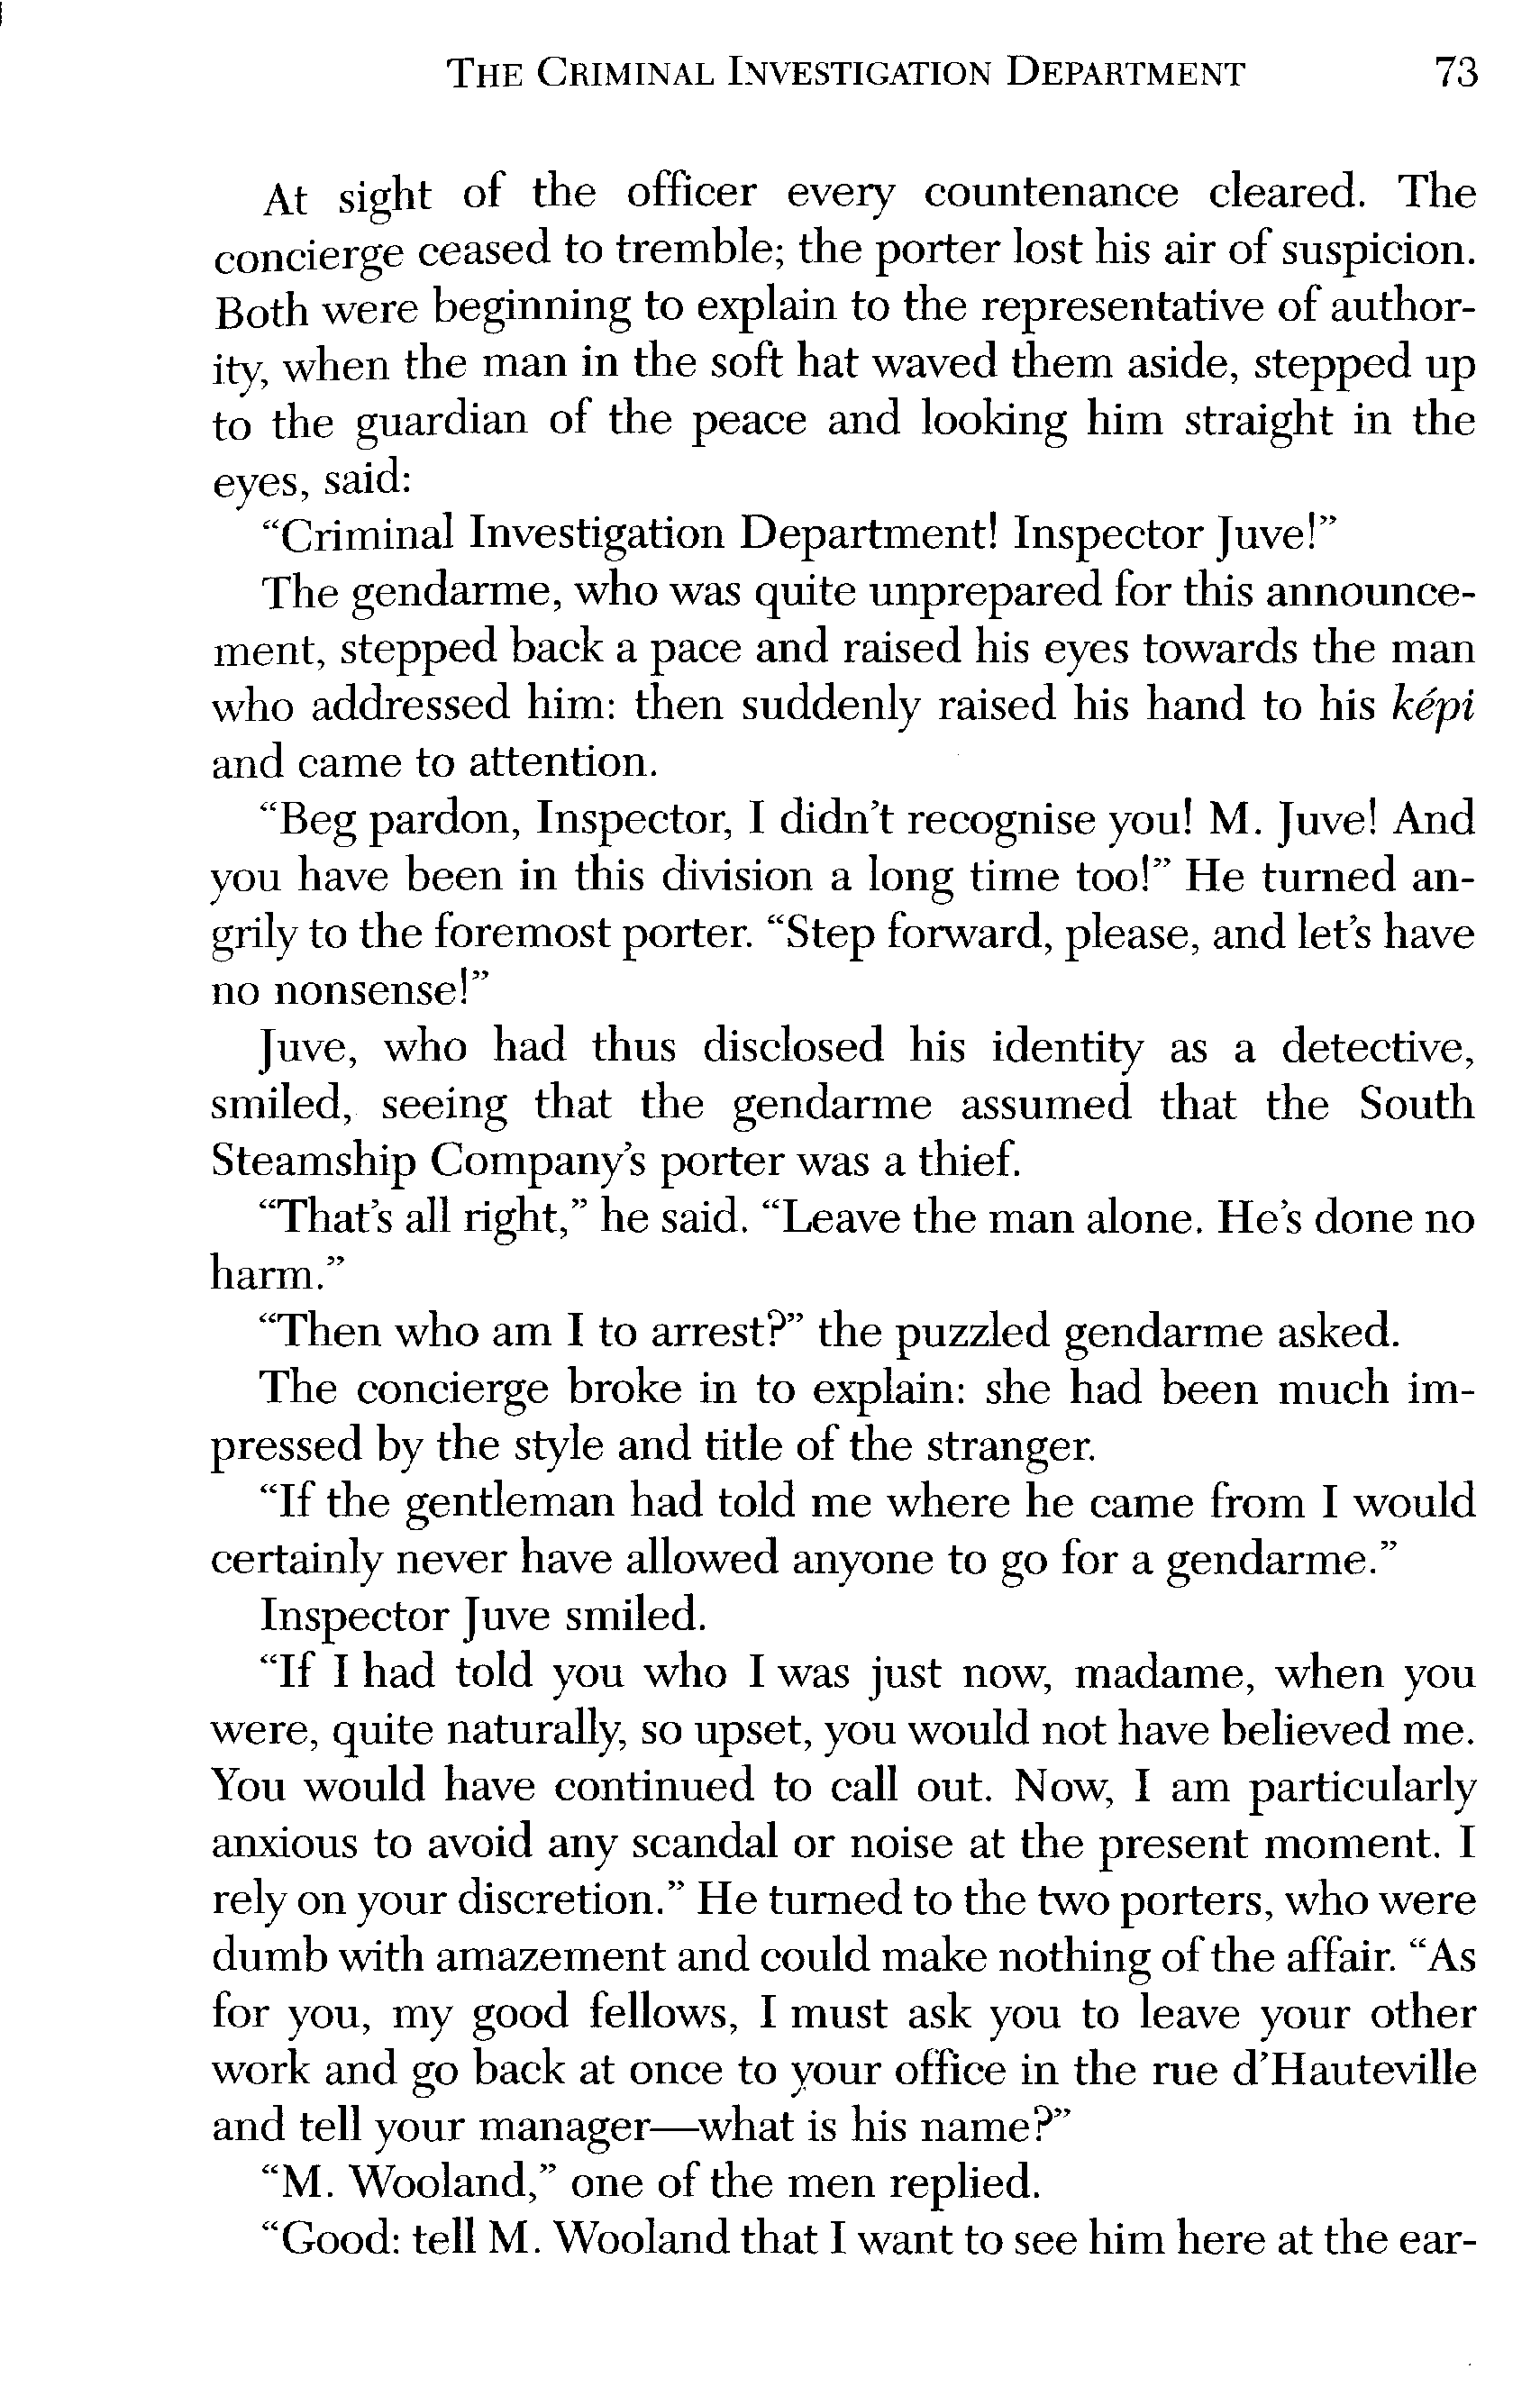 THE CRIMINAL INVESTIGATION DEPARTMENT 73
At sight of the officer every countenance cleared. The
concierge ceased to tremble; the porter lost his air of suspicion.
Both were beginning to explain to the representative of author-
ity, when the man in the soft hat waved them aside, stepped up
to the guardian of the peace and looking him straight in the
eyes, said:
“Criminal Investigation Department! Inspector Juve!”
The gendarme, who was quite unprepared for this announce-
ment, stepped back a pace and raised his eyes towards the man
who addressed him: then suddenly raised his hand to his képi
and came to attention.
“Beg pardon, Inspector, I didn’t recognise you! M. Juve! And
you have been in this division a long time too!” He turned an-
grily to the foremost porter. “Step forward, please, and let’s have
no nonsense!”
Juve, who had thus disclosed his identity as a detective,
smiled, seeing that the gendarme assumed that the South
Steamship Company’s porter was a thief.
“That’s all right,” he said. “Leave the man alone. He’s done no
harm.”
“Then who am I to arrest?” the puzzled gendarme asked.
The concierge broke in to explain: she had been much im-
pressed by the style and title of the stranger.
“If the gentleman had told me where he came from I would
certainly never have allowed anyone to go for a gendarme.”
Inspector Juve smiled.
“If I had told you who I was just now, madame, when you
were, quite naturally, so upset, you would not have believed me.
You would have continued to call out. Now, I am particularly
anxious to avoid any scandal or noise at the present moment. I
rely on your discretion.” He turned to the two porters, who were
dumb with amazement and could make nothing of the affair. “As
for you, my good fellows, I must ask you to leave your other
work and go back at once to your office in the rue d’Hauteville
and tell your manager—what is his name?”
“M. Wooland,” one of the men replied.
“Good: tell M. Wooland that I want to see him here at the ear-